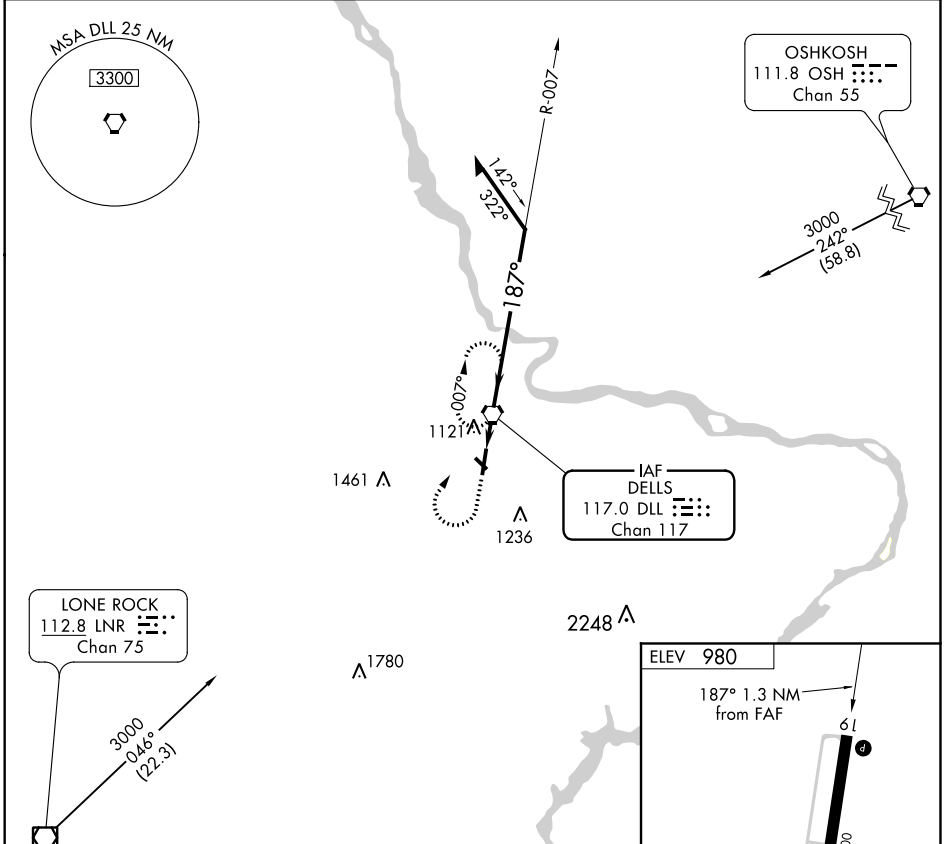 MSA DLL 25 NM
3300
OSHKOSH
111.8 OSH
Chan 55
R-007
142°
322°
3000
242°
(58.8)
187°
007°
1121
1461
1236
IAF
DELLS
117.0 DLL
Chan 117
2248
LONE ROCK
112.8 LNR
Chan 75
1780
3000
046°
(22.3)
ELEV 980
187° 1.3 NM
from FAF
19
P